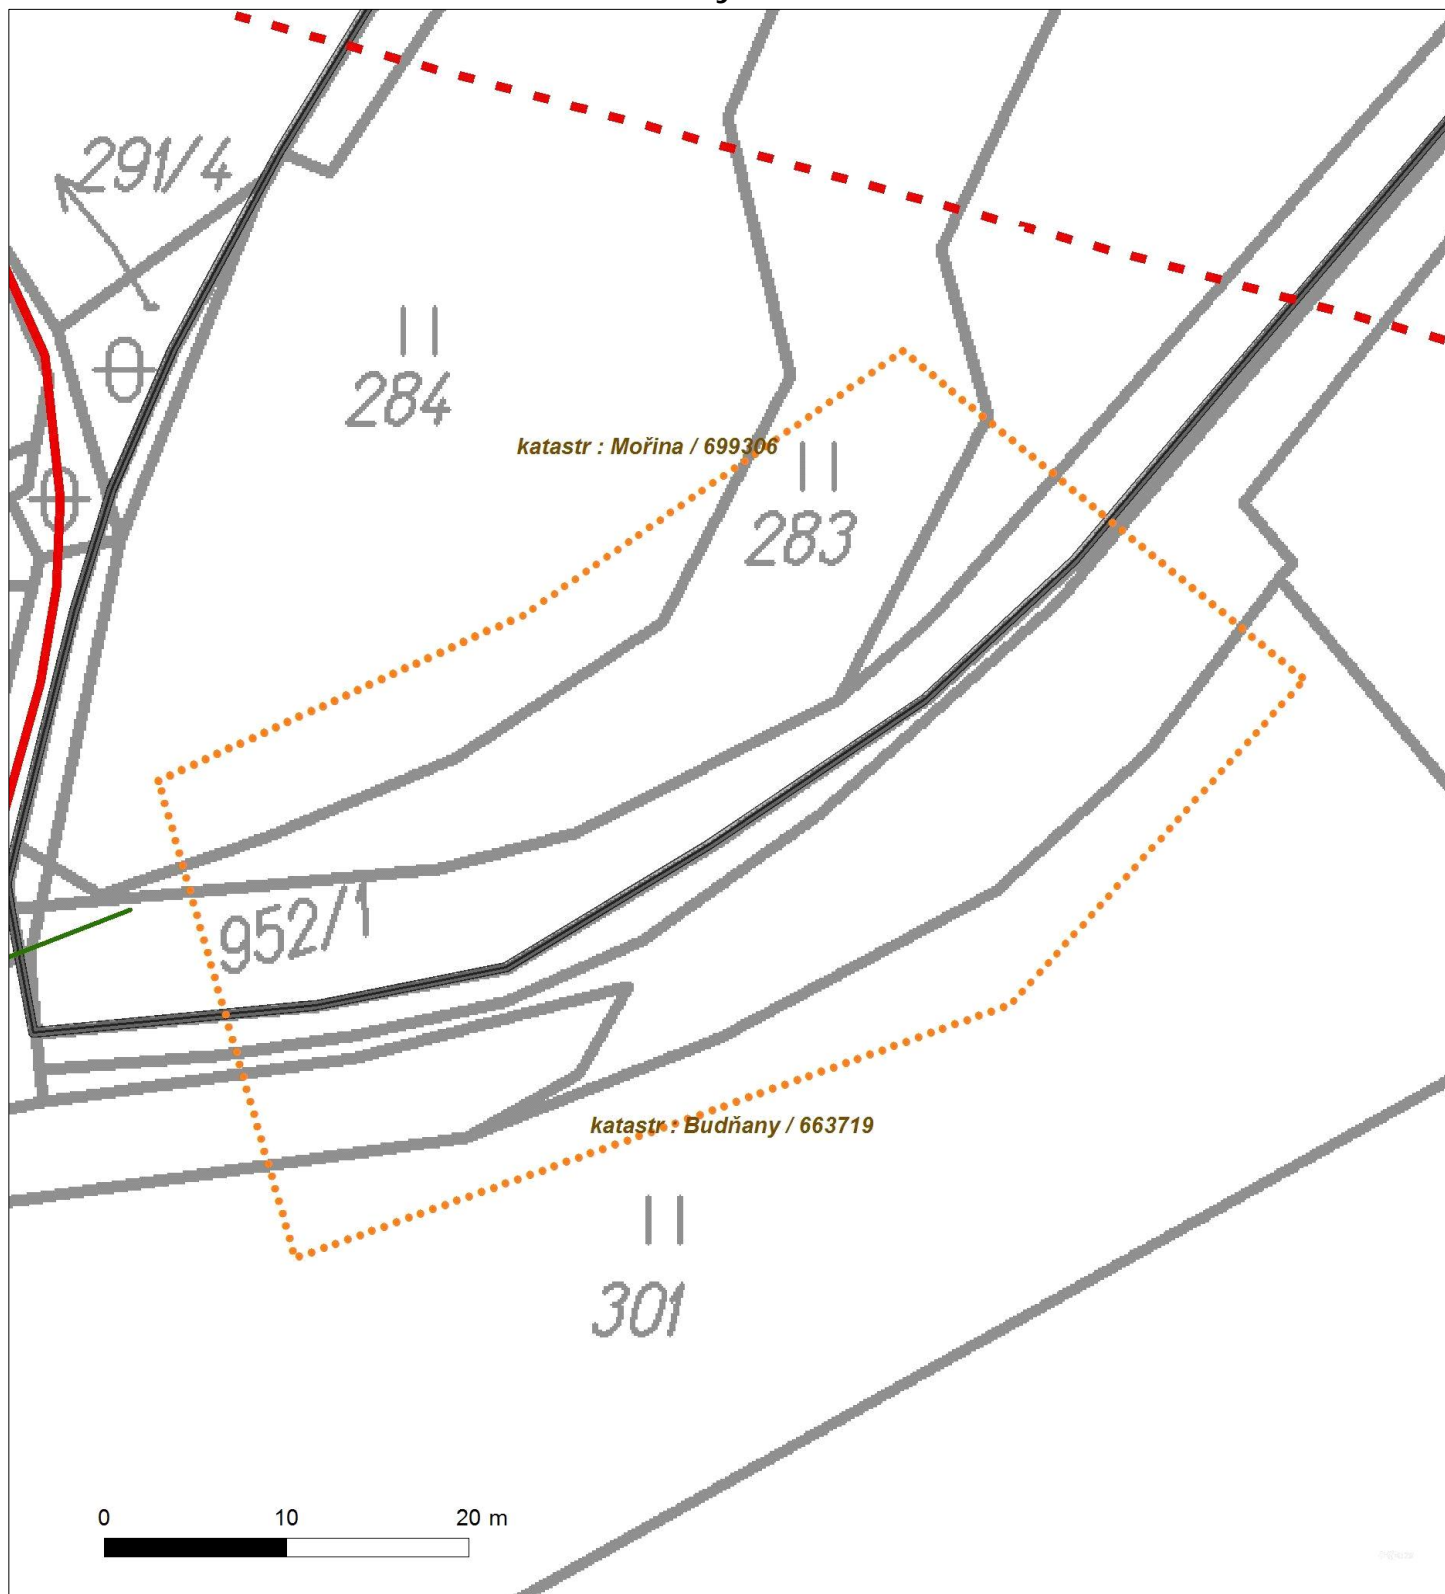 291/4
284
katastr : Mořina / 699306
283
952/1
katastr : Budňany / 663719
301
0 10 20 m